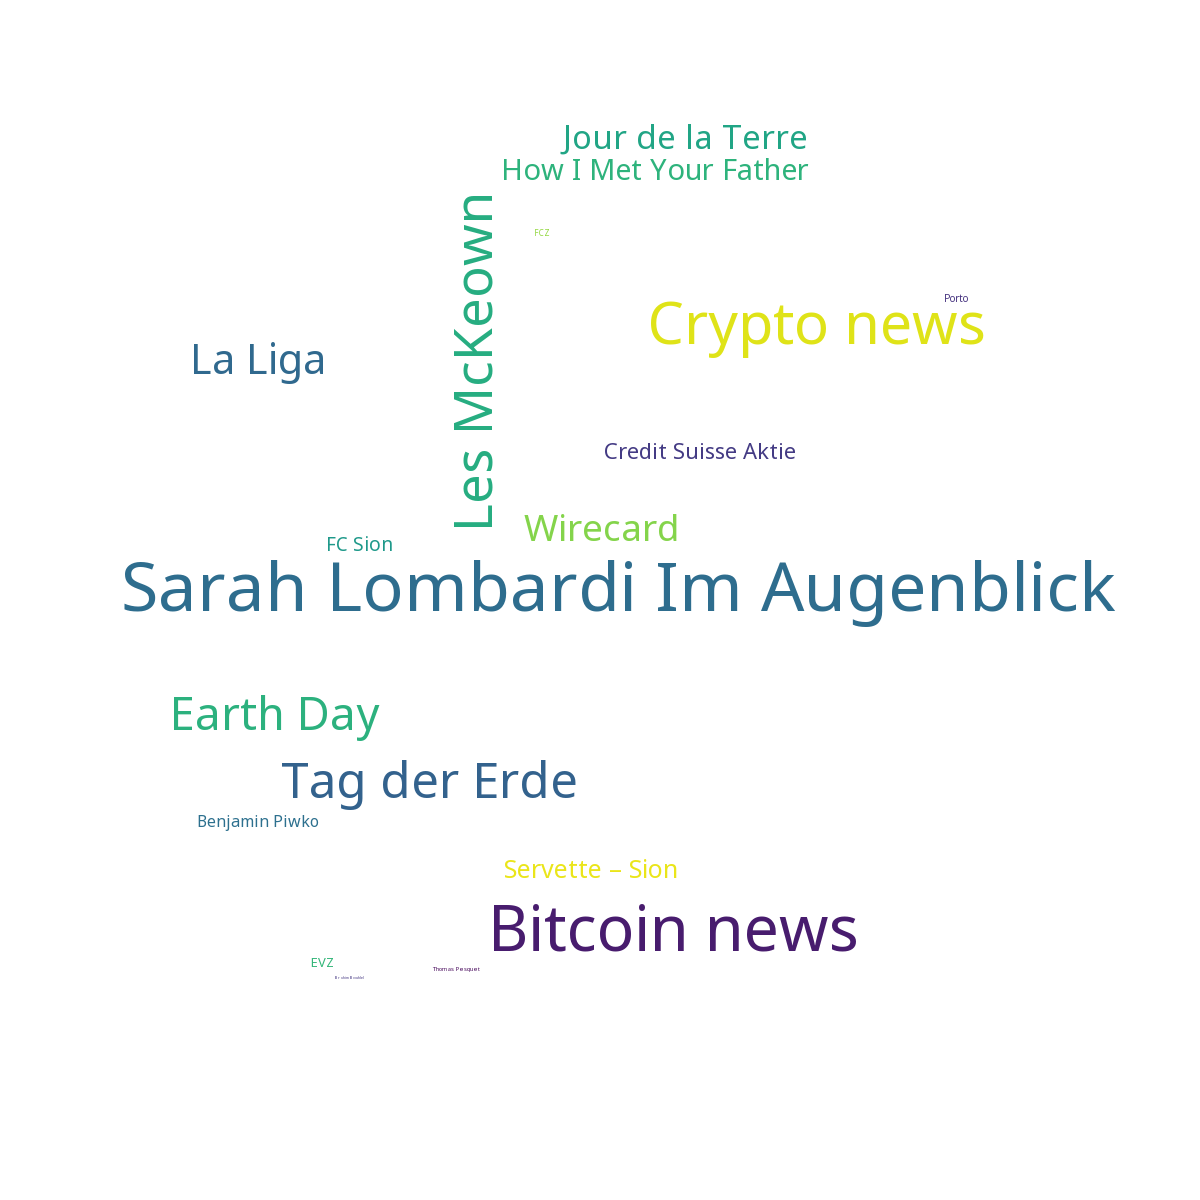 Jour de la Terre
How I Met Your Father
Les McKeown
FCZ
Porto
Crypto news
La Liga
Credit Suisse Aktie
Wirecard
FC Sion
Sarah Lombardi Im Augenblick
Earth Day
Tag der Erde
Benjamin Piwko
Servette – Sion
Bitcoin news
EVZ
Thomas Pesquet